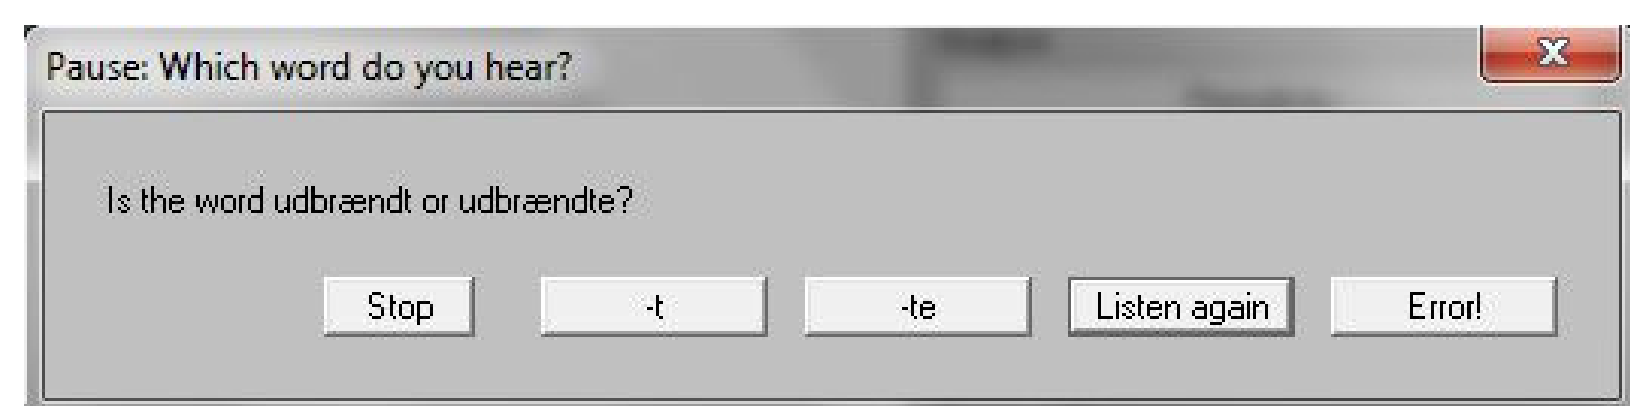 Pause: Which word do you hear?
Is the word udbrændt or udbrændte?
Stop -t -te Listen again Error!